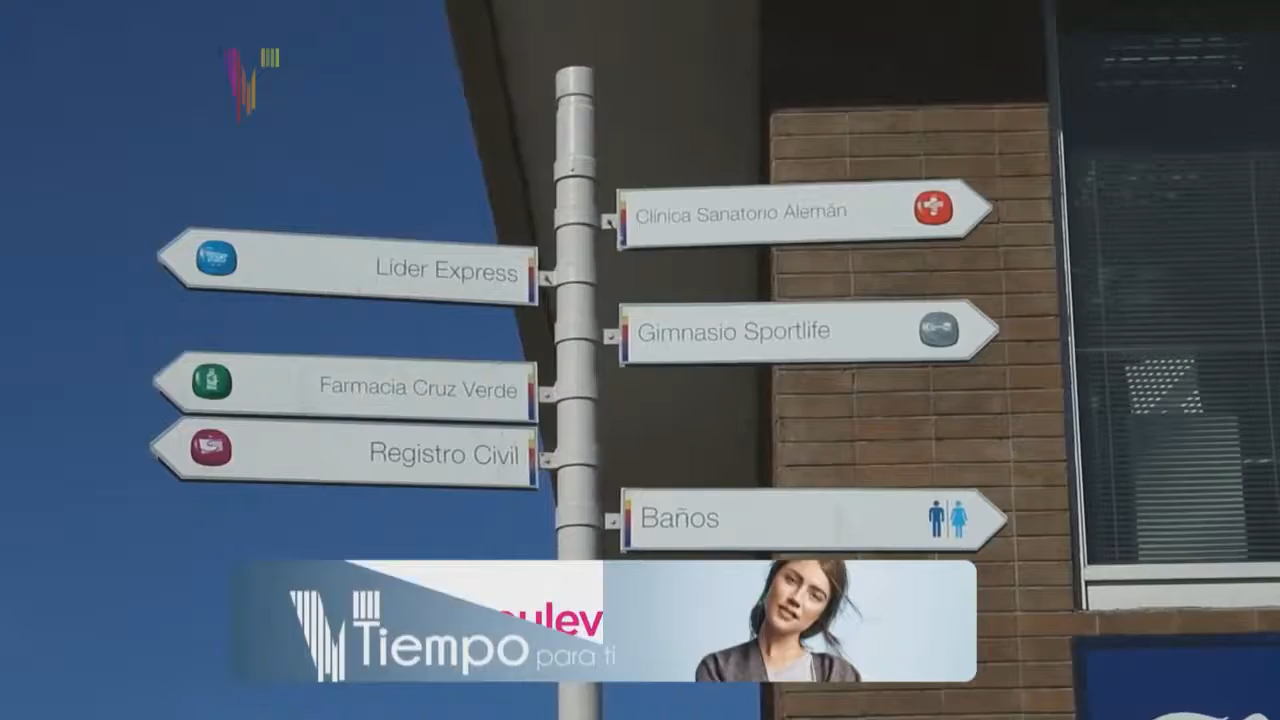 Clínica Sanatorio Alemán
Líder Express
Gimnasio Sportlife
Farmacia Cruz Verde
Registro Civil
Baños
Tiempo para ti